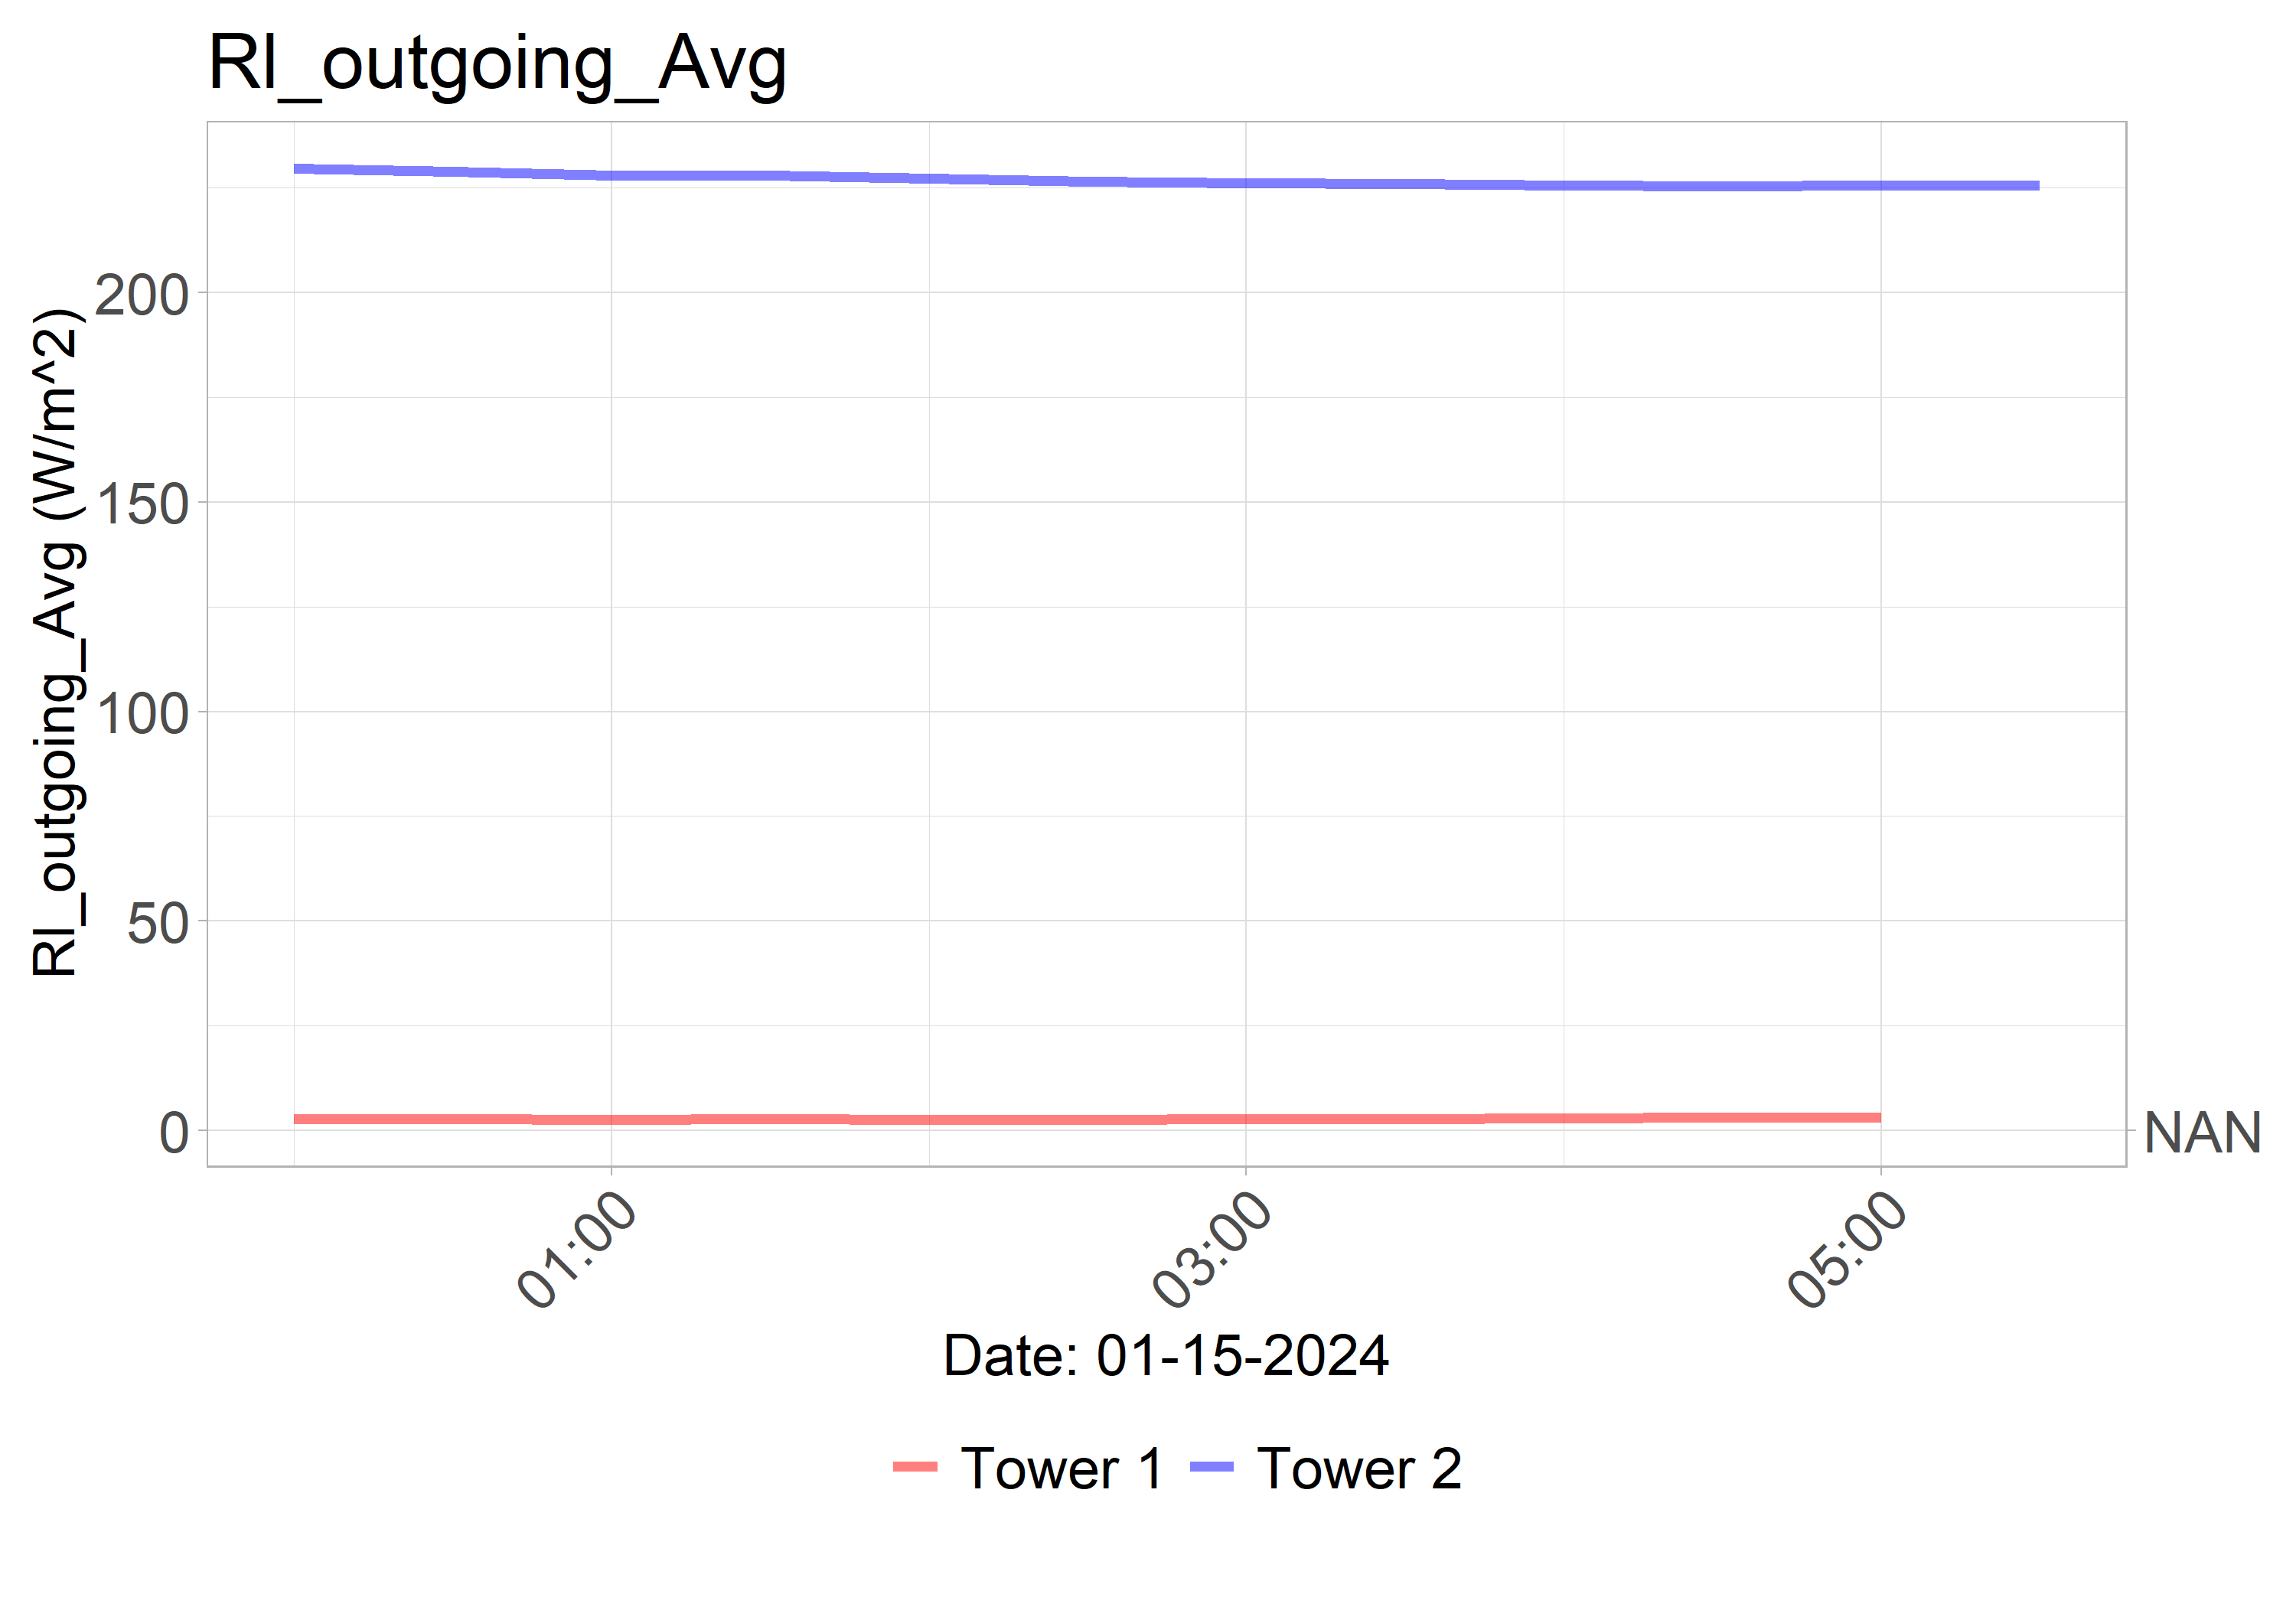 Rl_outgoing_Avg
Rl_outgoing_Avg (W/m^2)
200
150
100
50
0
NAN
01:00
03:00
05:00
Date: 01-15-2024
Tower 1
Tower 2